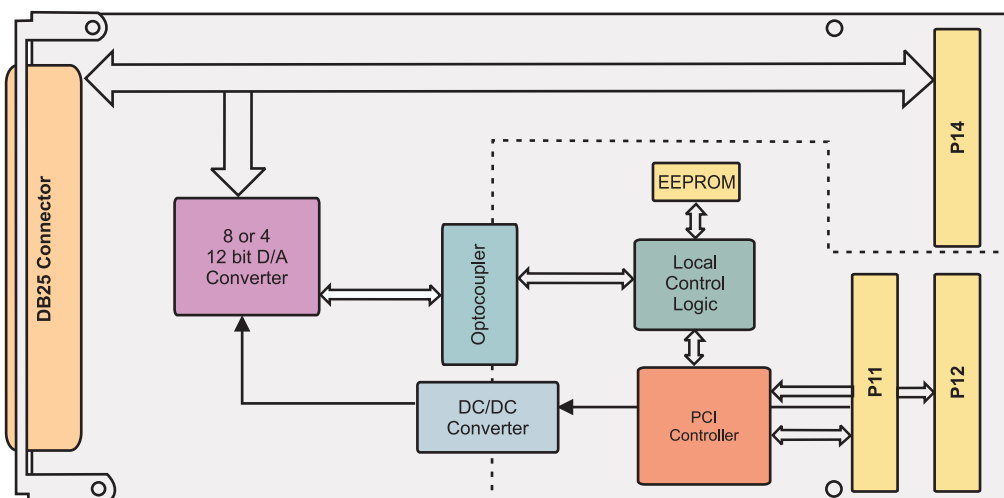 DB25 Connector
P14
EEPROM
8 or 4
12 bit D/A
Converter
Optocoupler
Local
Control
Logic
P11
P12
DC/DC
Converter
PCI
Controller